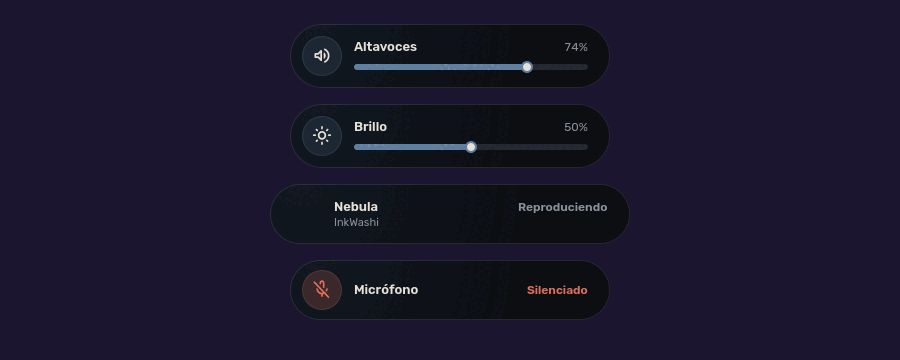 Altavoces 74%
Brillo 50%
Nebula Reproduciendo
InkWashi
Micrófono Silenciado